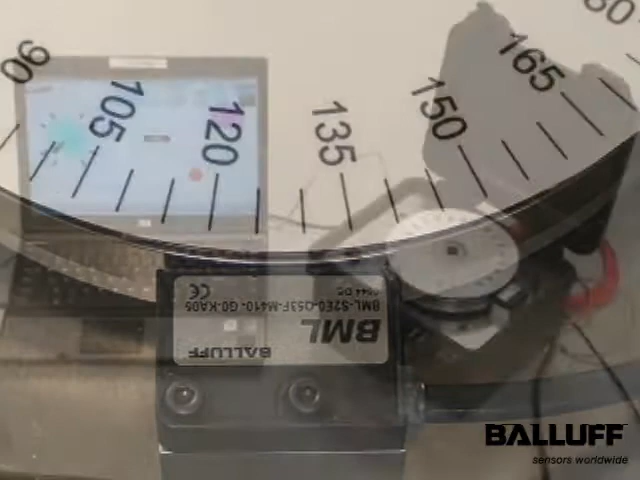 90
105
120
135
150
165
180
0544 DC
BML-S2E0-Q53F-M410-G0-KA05
CE
BML
BALLUFF
BALLUFF
sensors worldwide